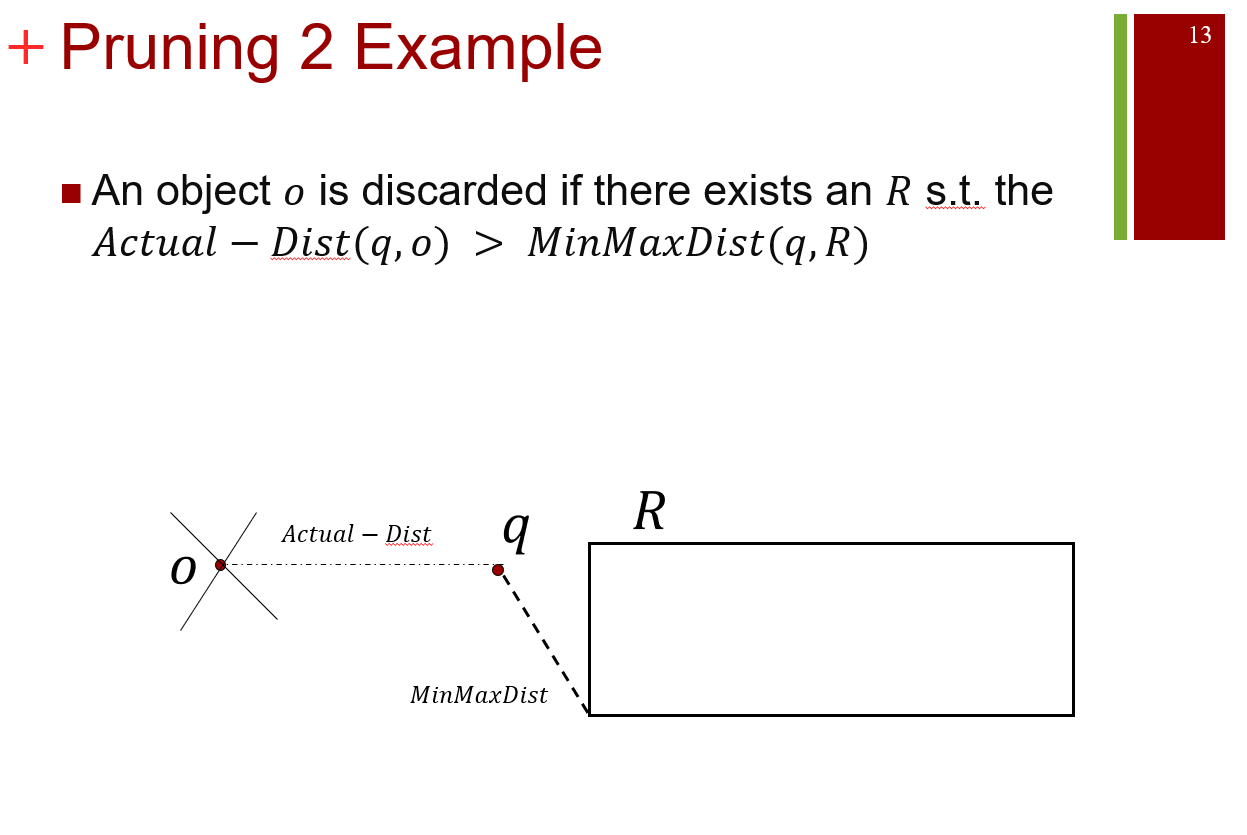 + Pruning 2 Example
13
■ An object o is discarded if there exists an R s.t. the
Actual − Dist(q, o) > MinMaxDist(q, R)
R
q
Actual − Dist
o
MinMaxDist